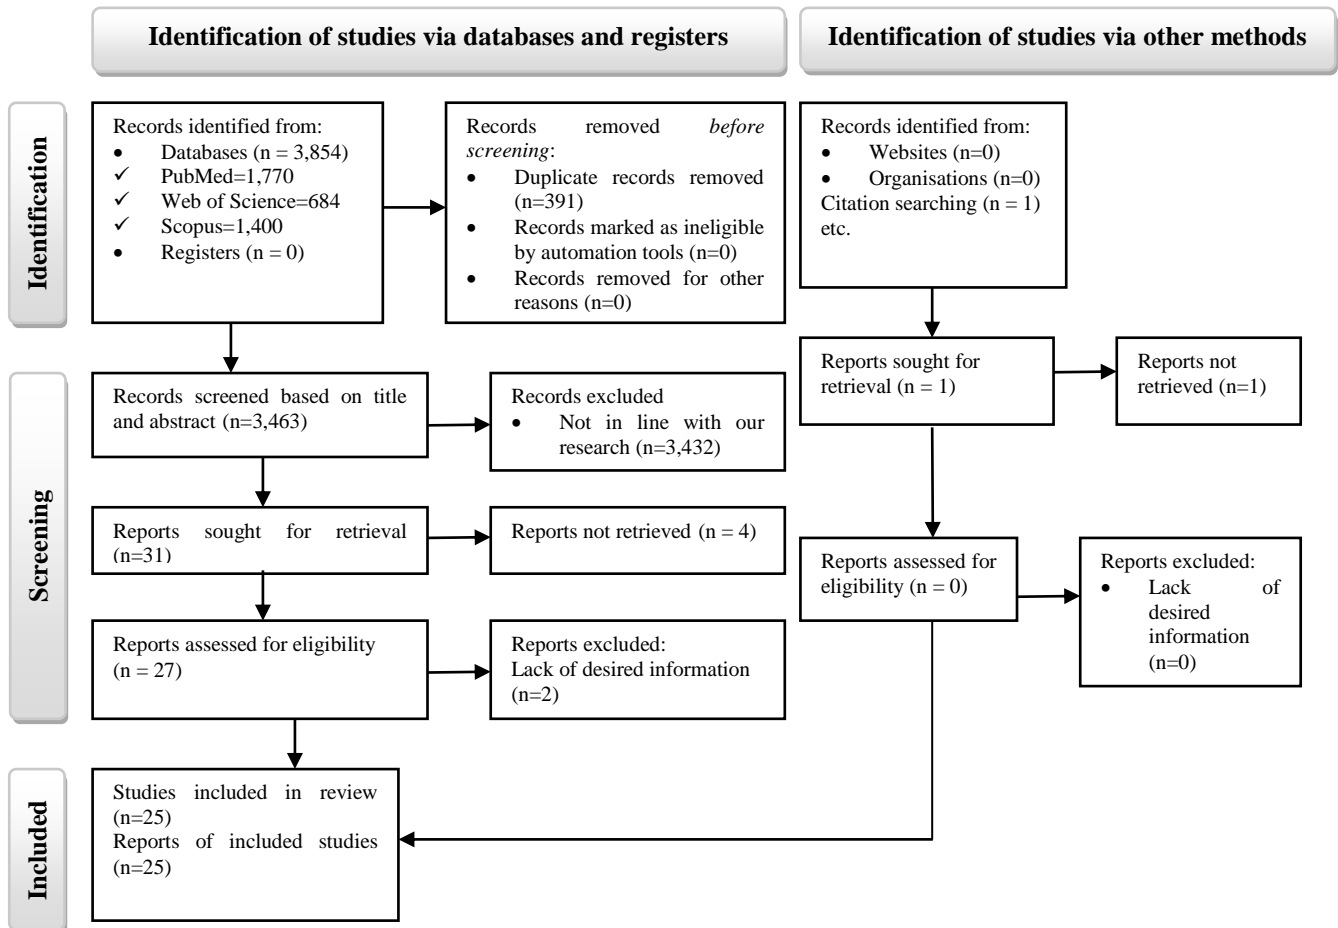 Identification of studies via databases and registers
Identification of studies via other methods
Identification
Records identified from:
• Databases (n = 3,854)
✓ PubMed=1,770
✓ Web of Science=684
✓ Scopus=1,400
• Registers (n = 0)
Records removed before
screening:
• Duplicate records removed
(n=391)
• Records marked as ineligible
by automation tools (n=0)
• Records removed for other
reasons (n=0)
Records identified from:
• Websites (n=0)
• Organisations (n=0)
Citation searching (n = 1)
etc.
Screening
Records screened based on title
and abstract (n=3,463)
Records excluded
• Not in line with our
research (n=3,432)
Reports sought for
retrieval (n = 1)
Reports not
retrieved (n=1)
Reports sought for retrieval
(n=31)
Reports not retrieved (n = 4)
Reports assessed for
eligibility (n = 0)
Reports excluded:
• Lack of
desired
information
(n=0)
Reports assessed for eligibility
(n = 27)
Reports excluded:
Lack of desired information
(n=2)
Included
Studies included in review
(n=25)
Reports of included studies
(n=25)